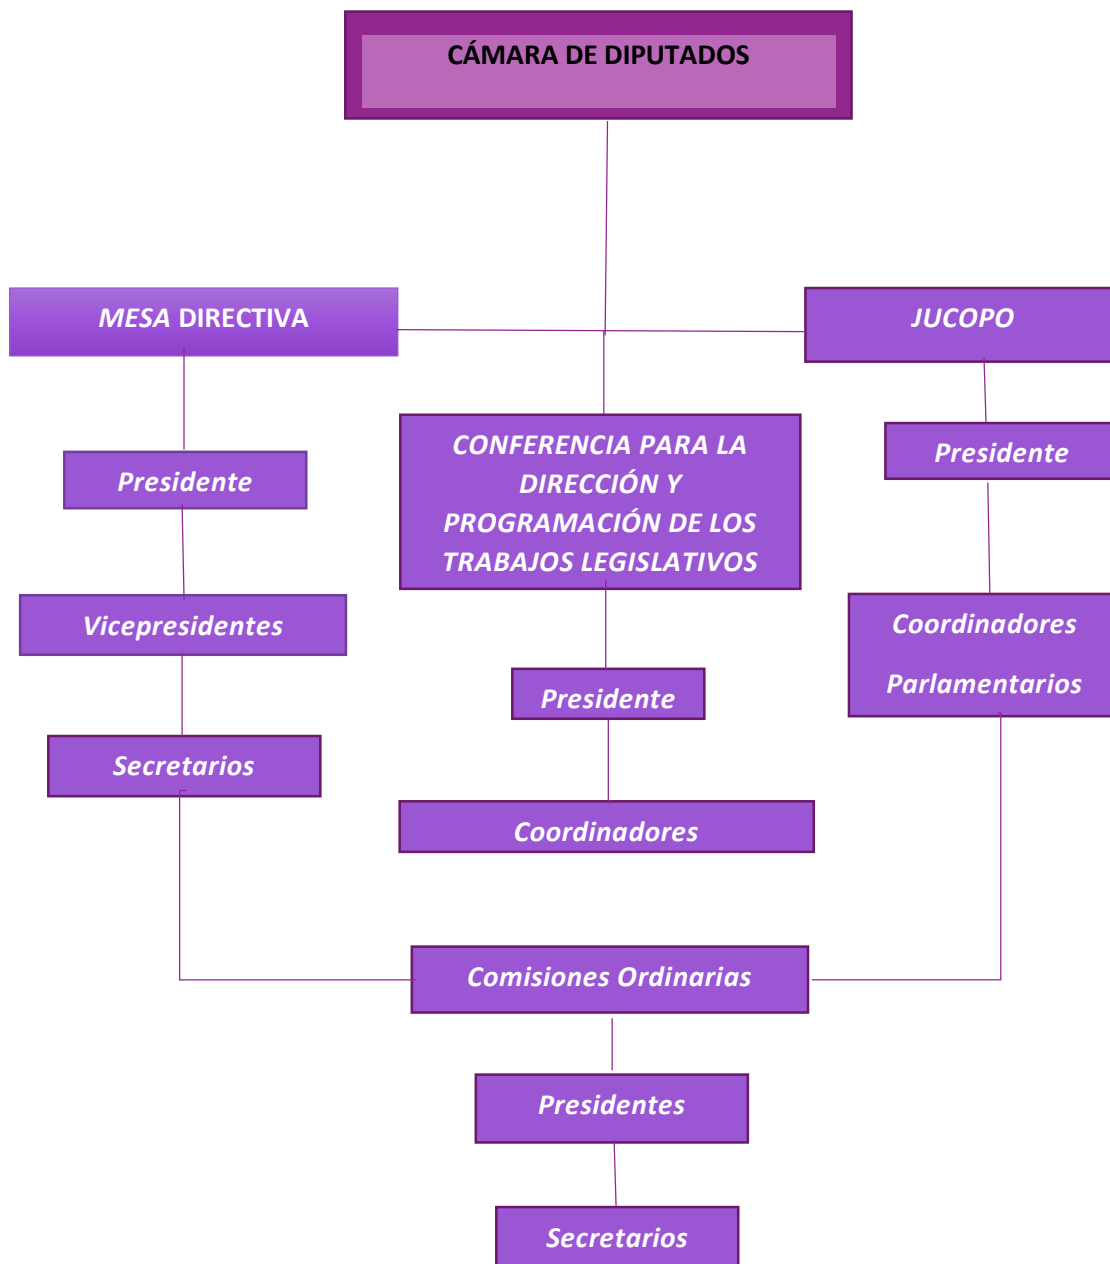 CÁMARA DE DIPUTADOS
MESA DIRECTIVA
JUCOPO
CONFERENCIA PARA LA
DIRECCIÓN Y
PROGRAMACIÓN DE LOS
TRABAJOS LEGISLATIVOS
Presidente
Presidente
Vicepresidentes
Coordinadores
Parlamentarios
Presidente
Secretarios
Coordinadores
Comisiones Ordinarias
Presidentes
Secretarios